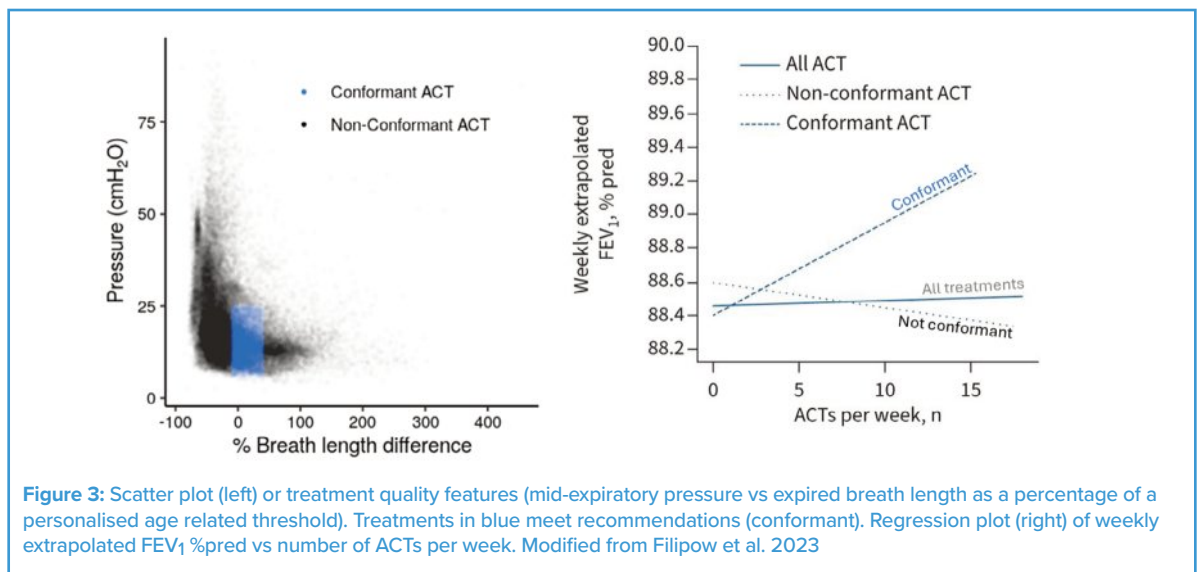 75
50
25
0
-100
0
100
200
300
400
Pressure (cmH2O)
% Breath length difference
Conformant ACT
Non-Conformant ACT
90.0
89.8
89.6
89.4
89.2
89.0
88.8
88.6
88.4
88.2
0
5
10
15
Weekly extrapolated
FEV1, % pred
ACTs per week, n
All ACT
Non-conformant ACT
Conformant ACT
Conformant
All treatments
Not conformant
Figure 3: Scatter plot (left) or treatment quality features (mid-expiratory pressure vs expired breath length as a percentage of a
personalised age related threshold). Treatments in blue meet recommendations (conformant). Regression plot (right) of weekly
extrapolated FEV1 %pred vs number of ACTs per week. Modified from Filipow et al. 2023